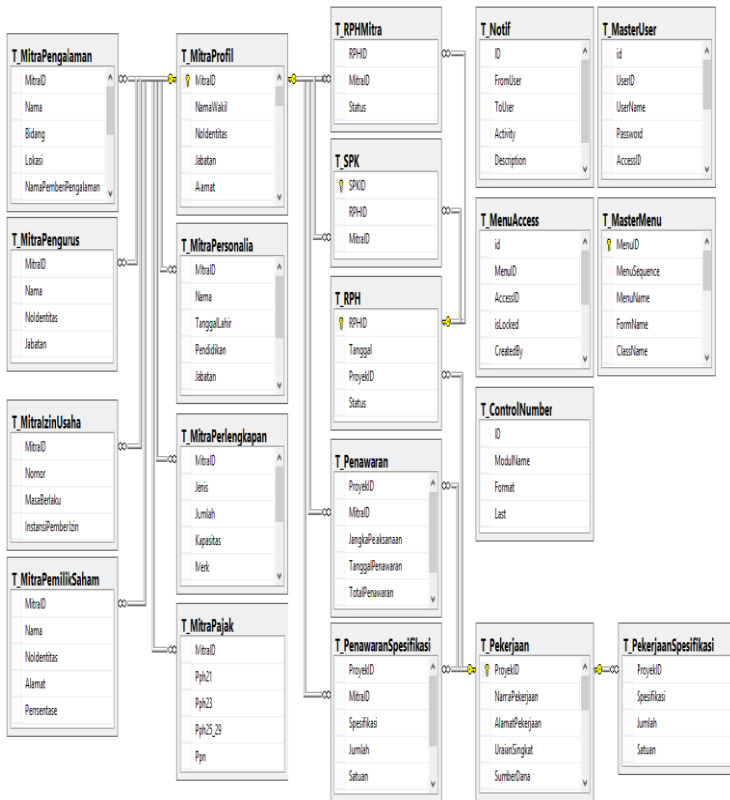 T_MitraPengalaman
MitraID
Nama
Bidang
Lokasi
NamaPemberiPengalaman
T_MitraPengurus
MitraID
Nama
NoIdentitas
Jabatan
T_MitraIzinUsaha
MitraID
Nomor
MasaBerlaku
InstansiPemberiIzin
T_MitraPemilikSaham
MitraID
Nama
NoIdentitas
Alamat
Perrsentase
T_MitraProfil
MitraID
NamaWakil
NoIdentitas
Jabatan
Alamat
T_MitraPersonalia
MitraID
Nama
TanggalLahir
Pendidikan
Jabatan
T_MitraPerlengkapan
MitraID
Jenis
Jumlah
Kapasitas
Merk
T_MitraPajak
MitraID
Pph21
Pph23
Pph25_29
Ppn
T_RPHMitra
RPHID
MitraID
Status
T_SPK
SPKID
RPHID
MitraID
T_RPH
RPHID
Tanggal
ProyekID
Status
T_Penawaran
ProyekID
MitraID
JangkaPelaksanaan
TanggalPenawaran
TotalPenawaran
T_PenawaranSpesifikasi
ProyekID
MitraID
Spesifikasi
Jumlah
Satuan
T_Notif
ID
FromUser
ToUser
Activity
Description
T_MenuAccess
id
MenuID
AccessID
isLocked
CreatedBy
T_ControlNumber
ID
ModulName
Format
Last
T_Pekerjaan
ProyekID
NamaPekerjaan
AlamatPekerjaan
UraianSingkat
SumberDana
T_MasterUser
id
UserID
UserName
Password
AccessID
T_MasterMenu
MenuID
MenuSequence
MenuName
FormName
ClassName
T_PekerjaanSpesifikasi
ProyekID
Spesifikasi
Jumlah
Satuan